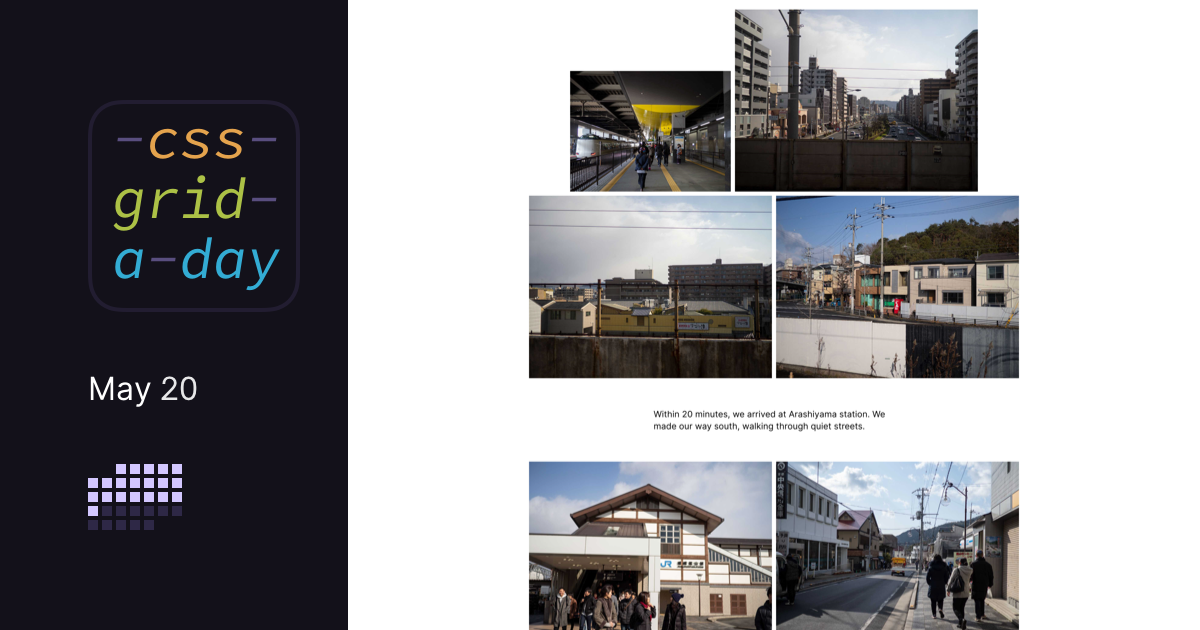 -css-
grid-
a-day
May 20
Within 20 minutes, we arrived at Arashiyama station. We
made our way south, walking through quiet streets.
JR